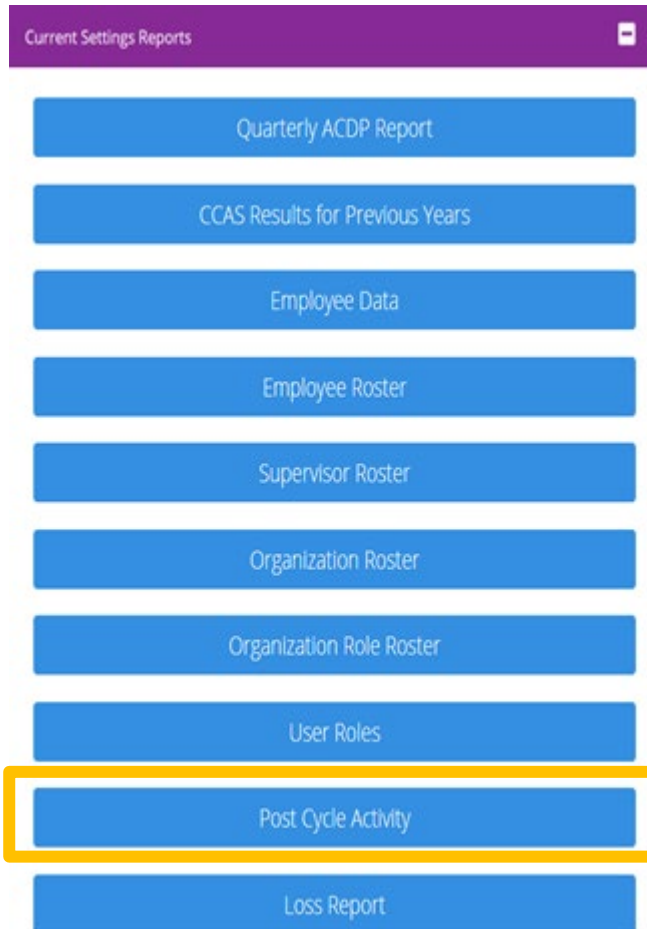 Current Settings Reports
Quarterly ACDP Report
CCAS Results for Previous Years
Employee Data
Employee Roster
Supervisor Roster
Organization Roster
Organization Role Roster
User Roles
Post Cycle Activity
Loss Report